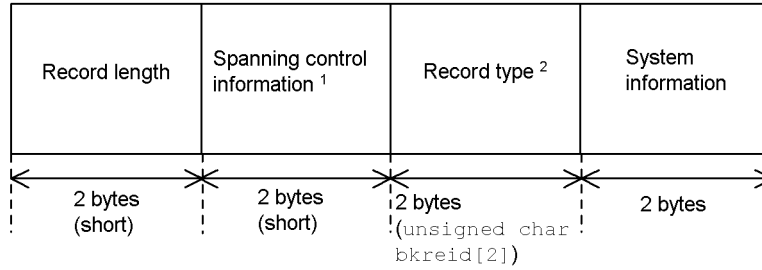 Record length
Spanning control
information 1
Record type 2
System
information
2 bytes
(short)
2 bytes
(short)
2 bytes
(unsigned char
bkreid[2])
2 bytes